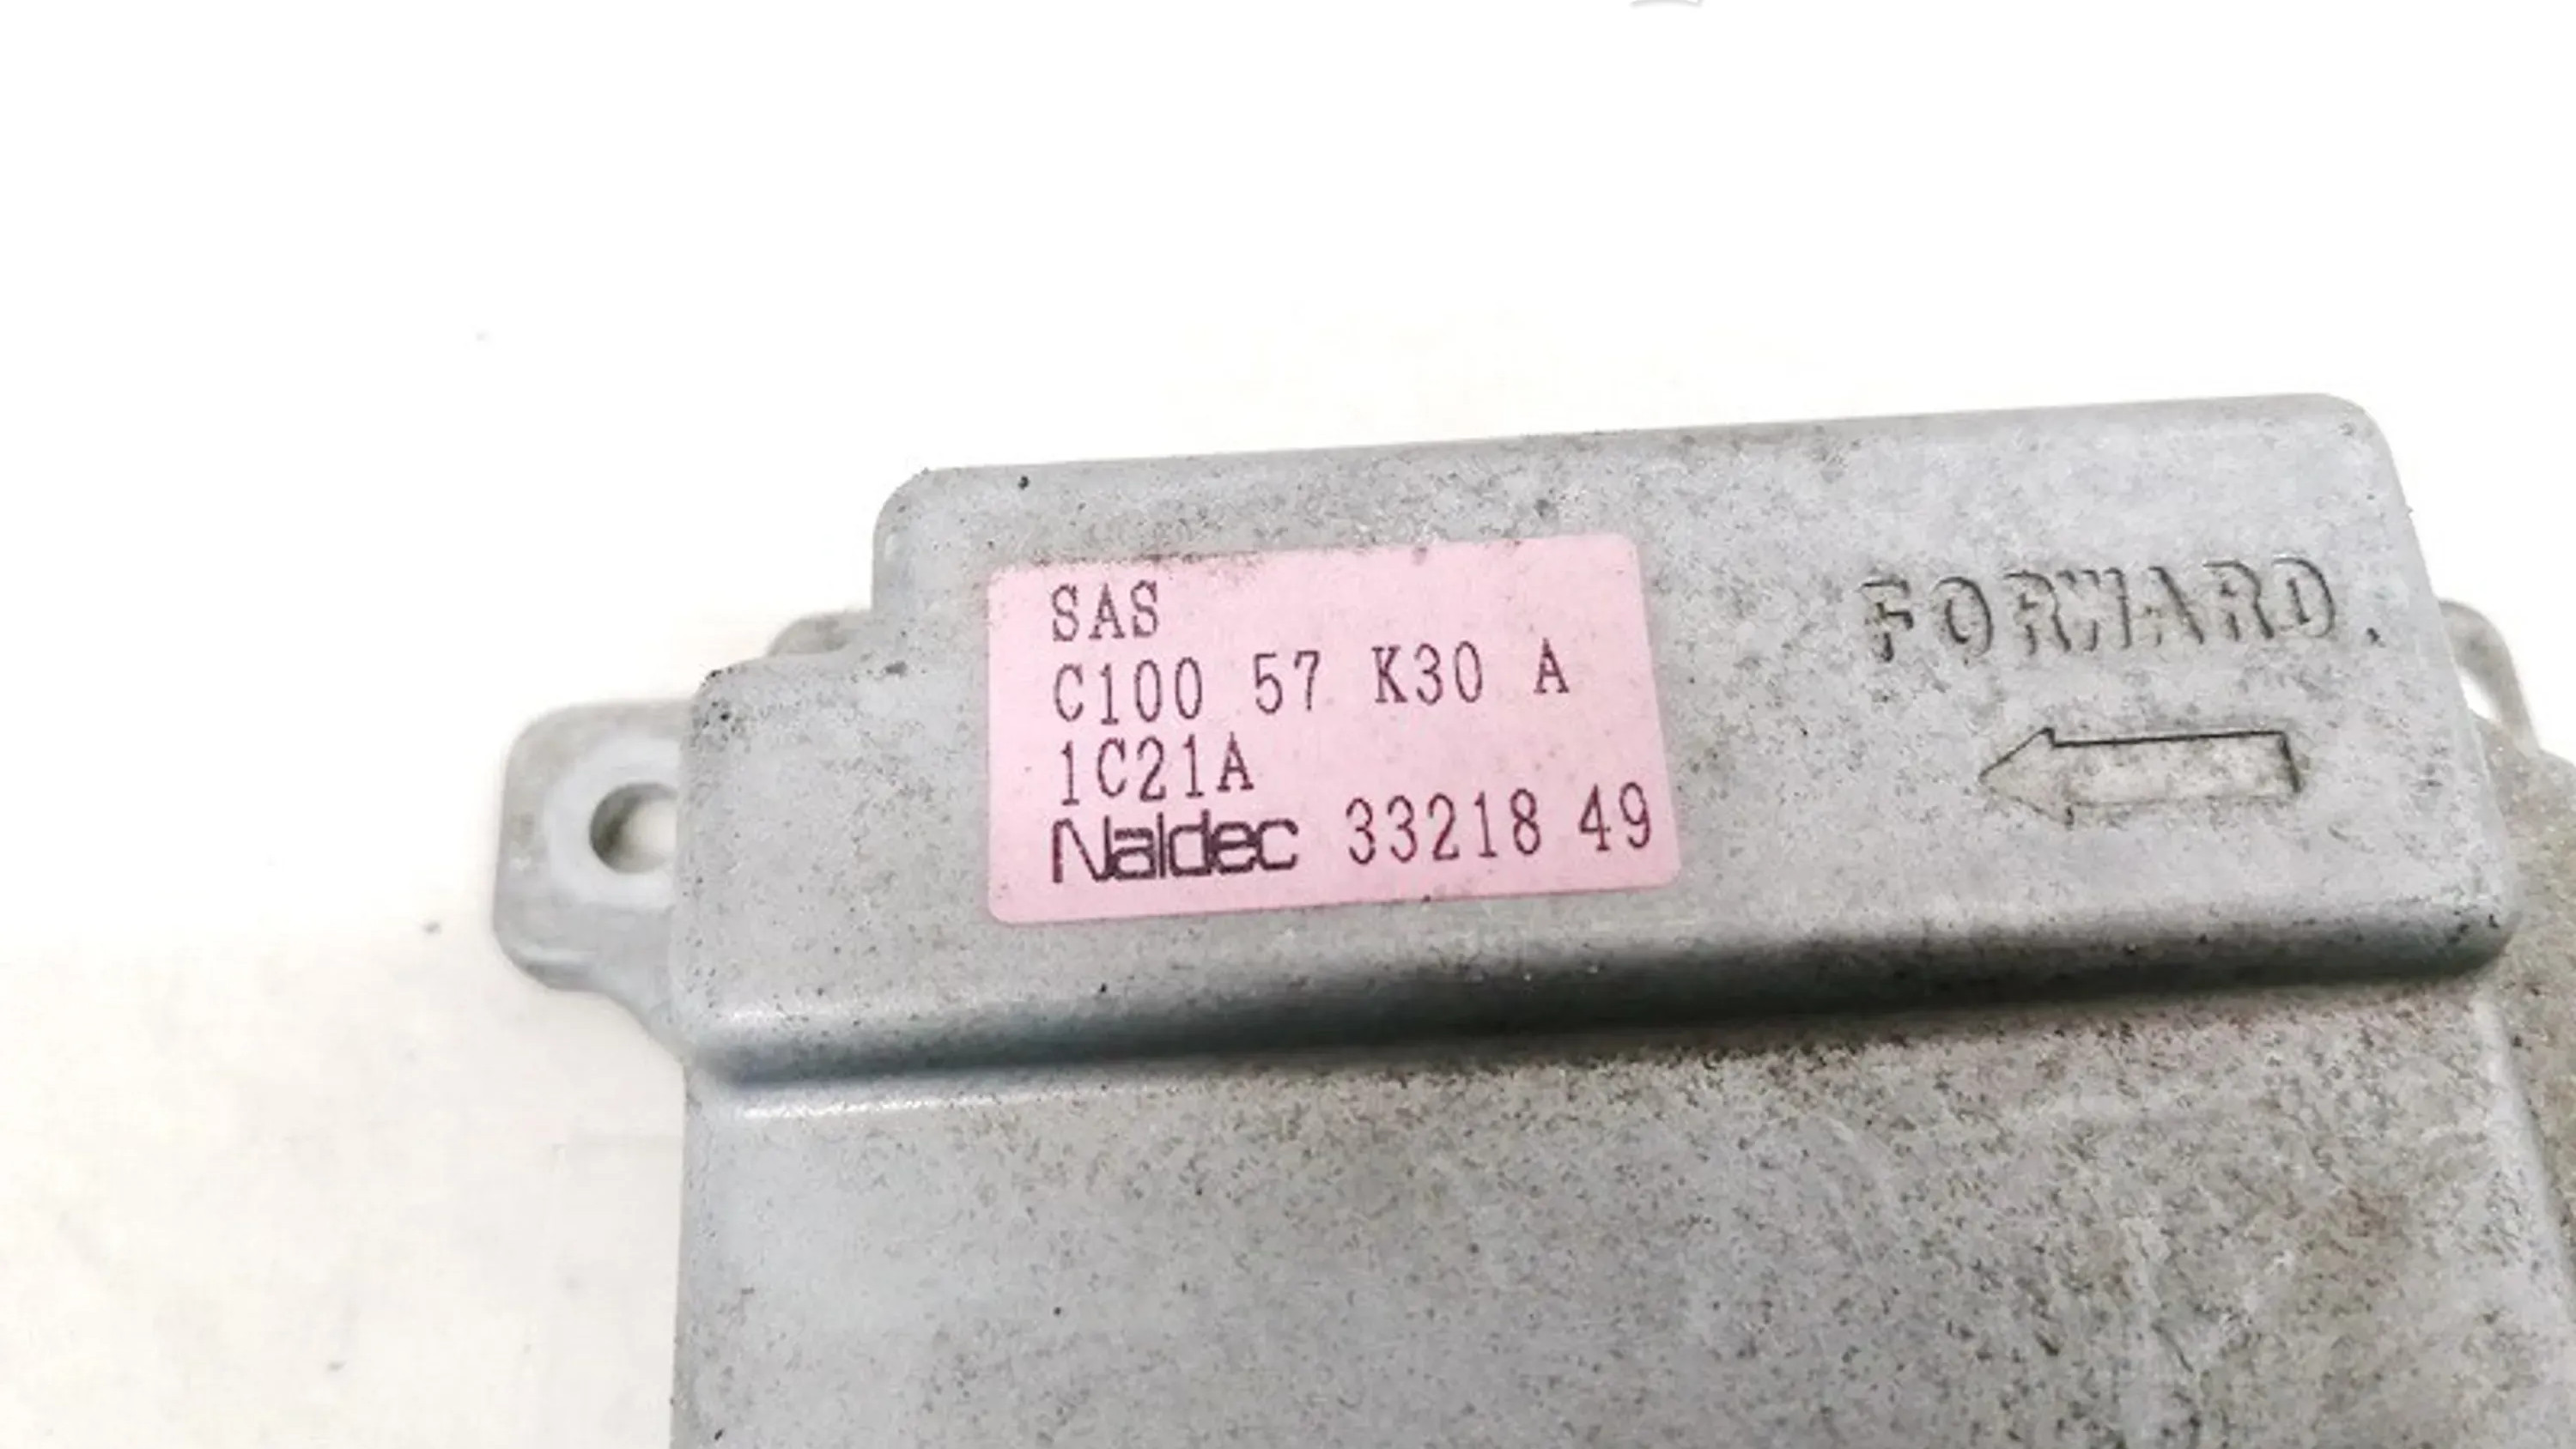 SAS
C100 57 K30 A
1C21A
Naldec 33218 49
FORWARD.